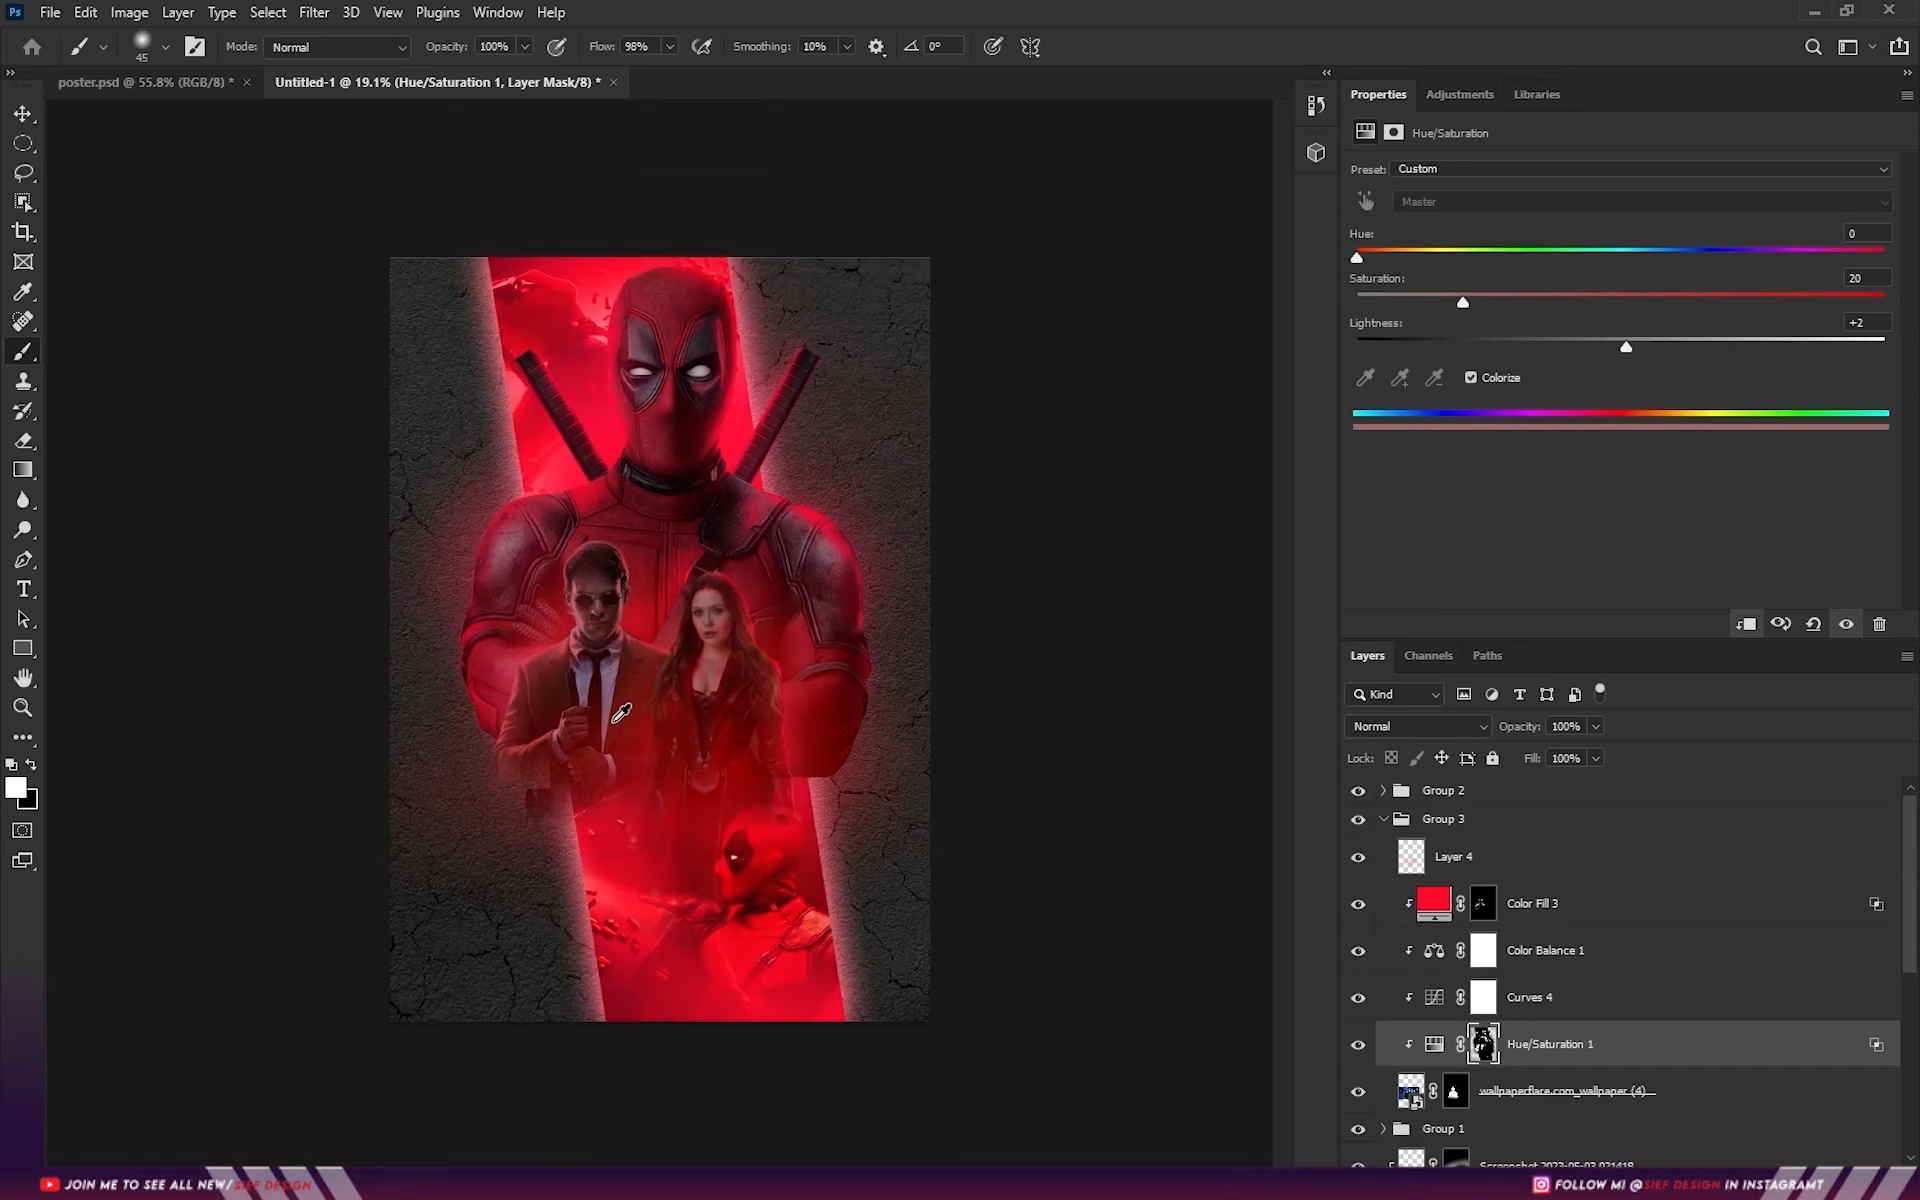 Ps File Edit Image Layer Type Select Filter 3D View Plugins Window Help
45 Mode: Normal Opacity: 100% Flow: 98% Smoothing: 10% 0°
poster.psd @ 55.8% (RGB/8) * × Untitled-1 @ 19.1% (Hue/Saturation 1, Layer Mask/8) * ×
Properties Adjustments Libraries
Hue/Saturation
Preset: Custom
Master
Hue: 0
Saturation: 20
Lightness: +2
Colorize
Layers Channels Paths
Kind
Normal Opacity: 100%
Lock: Fill: 100%
Group 2
Group 3
Layer 4
Color Fill 3
Color Balance 1
Curves 4
Hue/Saturation 1
wallpaperflare.com_wallpaper (4)
Group 1
Screenshot 2023-05-03 021418
JOIN ME TO SEE ALL NEW/ SIEF DESIGN
FOLLOW MI @SIEF DESIGN IN INSTAGRAMT